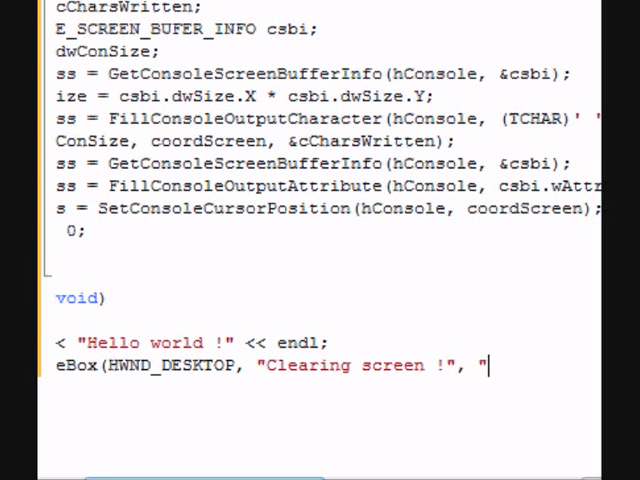 cCharsWritten;
E_SCREEN_BUFER_INFO csbi;
dwConSize;
ss = GetConsoleScreenBufferInfo(hConsole, &csbi);
ize = csbi.dwSize.X * csbi.dwSize.Y;
ss = FillConsoleOutputCharacter(hConsole, (TCHAR)' '
ConSize, coordScreen, &cCharsWritten);
ss = GetConsoleScreenBufferInfo(hConsole, &csbi);
ss = FillConsoleOutputAttribute(hConsole, csbi.wAttr
s = SetConsoleCursorPosition(hConsole, coordScreen);
0;
void)
< "Hello world !" << endl;
eBox(HWND_DESKTOP, "Clearing screen !", "